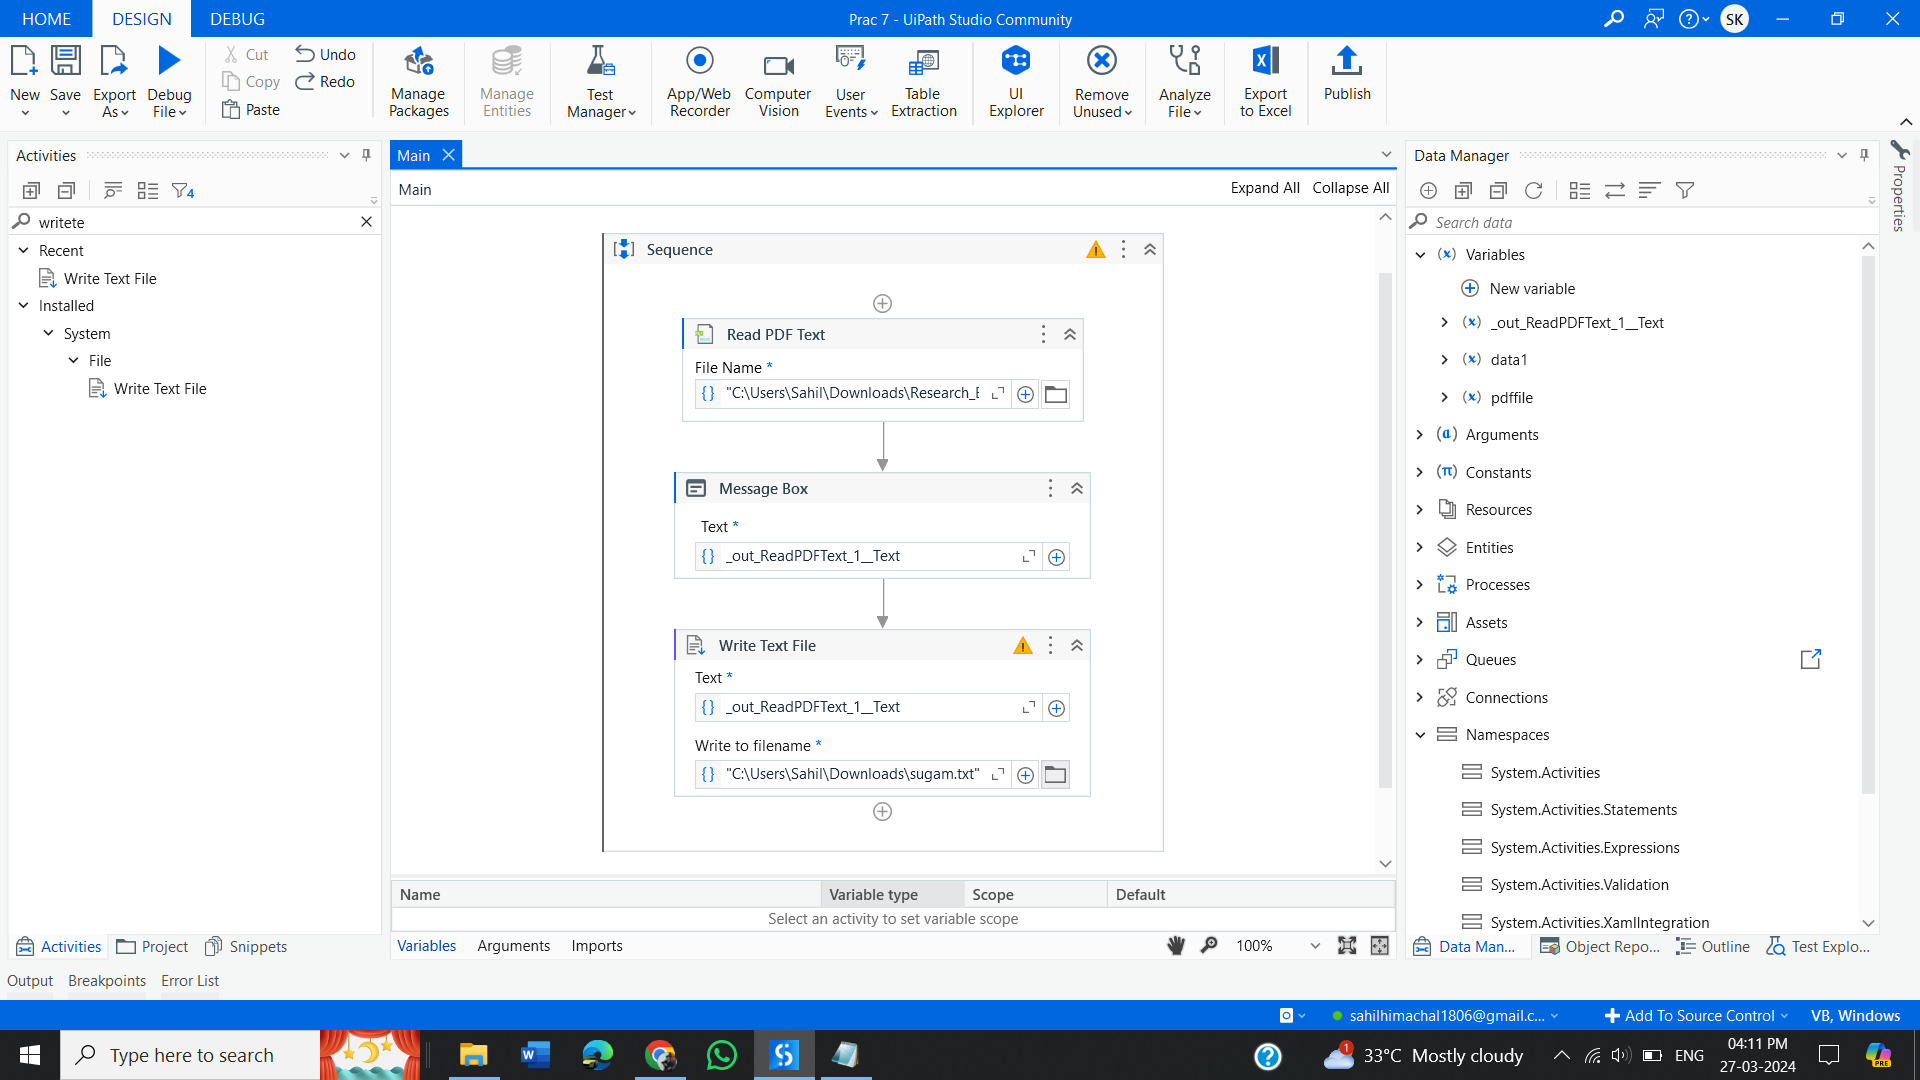 HOME DESIGN DEBUG Prac 7 - UiPath Studio Community SK
New Save Export As Debug File Cut Copy Paste Undo Redo Manage Packages Manage Entities Test Manager App/Web Recorder Computer Vision User Events Table Extraction UI Explorer Remove Unused Analyze File Export to Excel Publish
Activities
4
writete
Recent
Write Text File
Installed
System
File
Write Text File
Main
Main Expand All Collapse All
Sequence
Read PDF Text
File Name *
"C:\Users\Sahil\Downloads\Research_E
Message Box
Text *
_out_ReadPDFText_1__Text
Write Text File
Text *
_out_ReadPDFText_1__Text
Write to filename *
"C:\Users\Sahil\Downloads\sugam.txt"
Name Variable type Scope Default
Select an activity to set variable scope
Variables Arguments Imports 100%
Data Manager
Search data
Variables
New variable
_out_ReadPDFText_1__Text
data1
pdffile
Arguments
Constants
Resources
Entities
Processes
Assets
Queues
Connections
Namespaces
System.Activities
System.Activities.Statements
System.Activities.Expressions
System.Activities.Validation
System.Activities.XamlIntegration
Properties
Activities Project Snippets
Data Man... Object Repo... Outline Test Explo...
Output Breakpoints Error List
sahilhimachal1806@gmail.c... Add To Source Control VB, Windows
Type here to search
1 33°C Mostly cloudy ENG 04:11 PM
27-03-2024
PRE